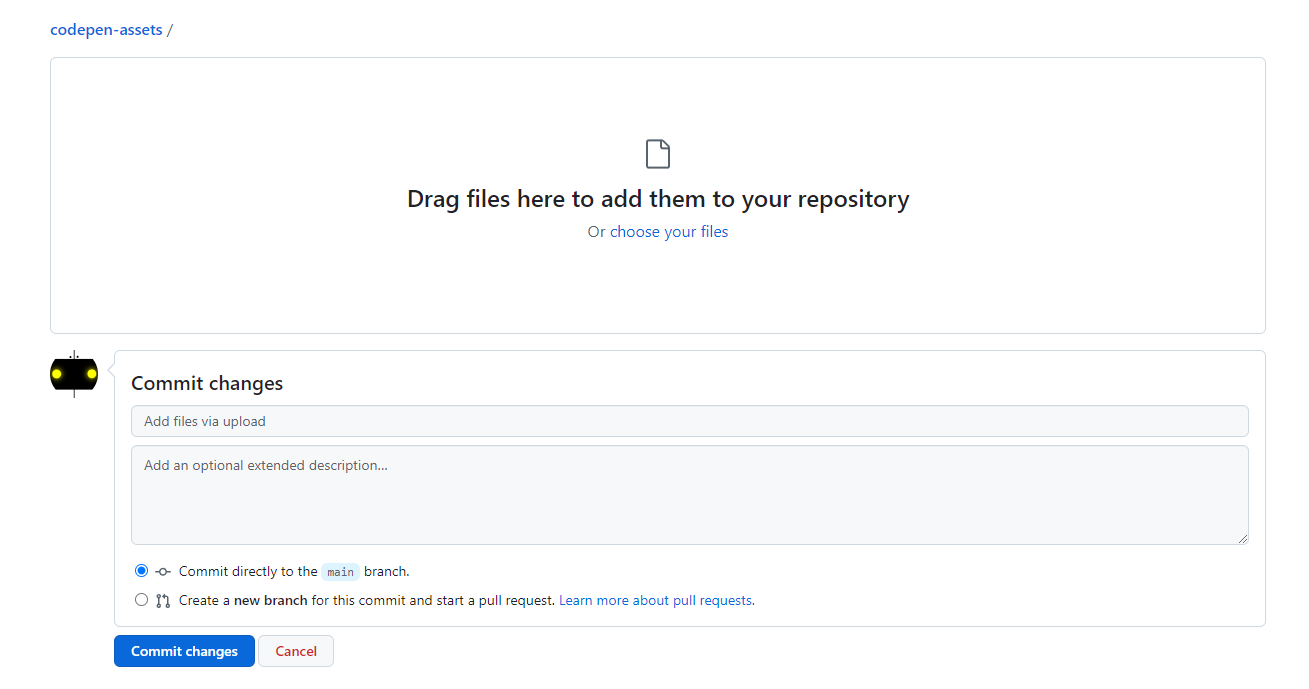 codepen-assets /
Drag files here to add them to your repository
Or choose your files
Commit changes
Add files via upload
Add an optional extended description...
Commit directly to the main branch.
Create a new branch for this commit and start a pull request. Learn more about pull requests.
Commit changes Cancel